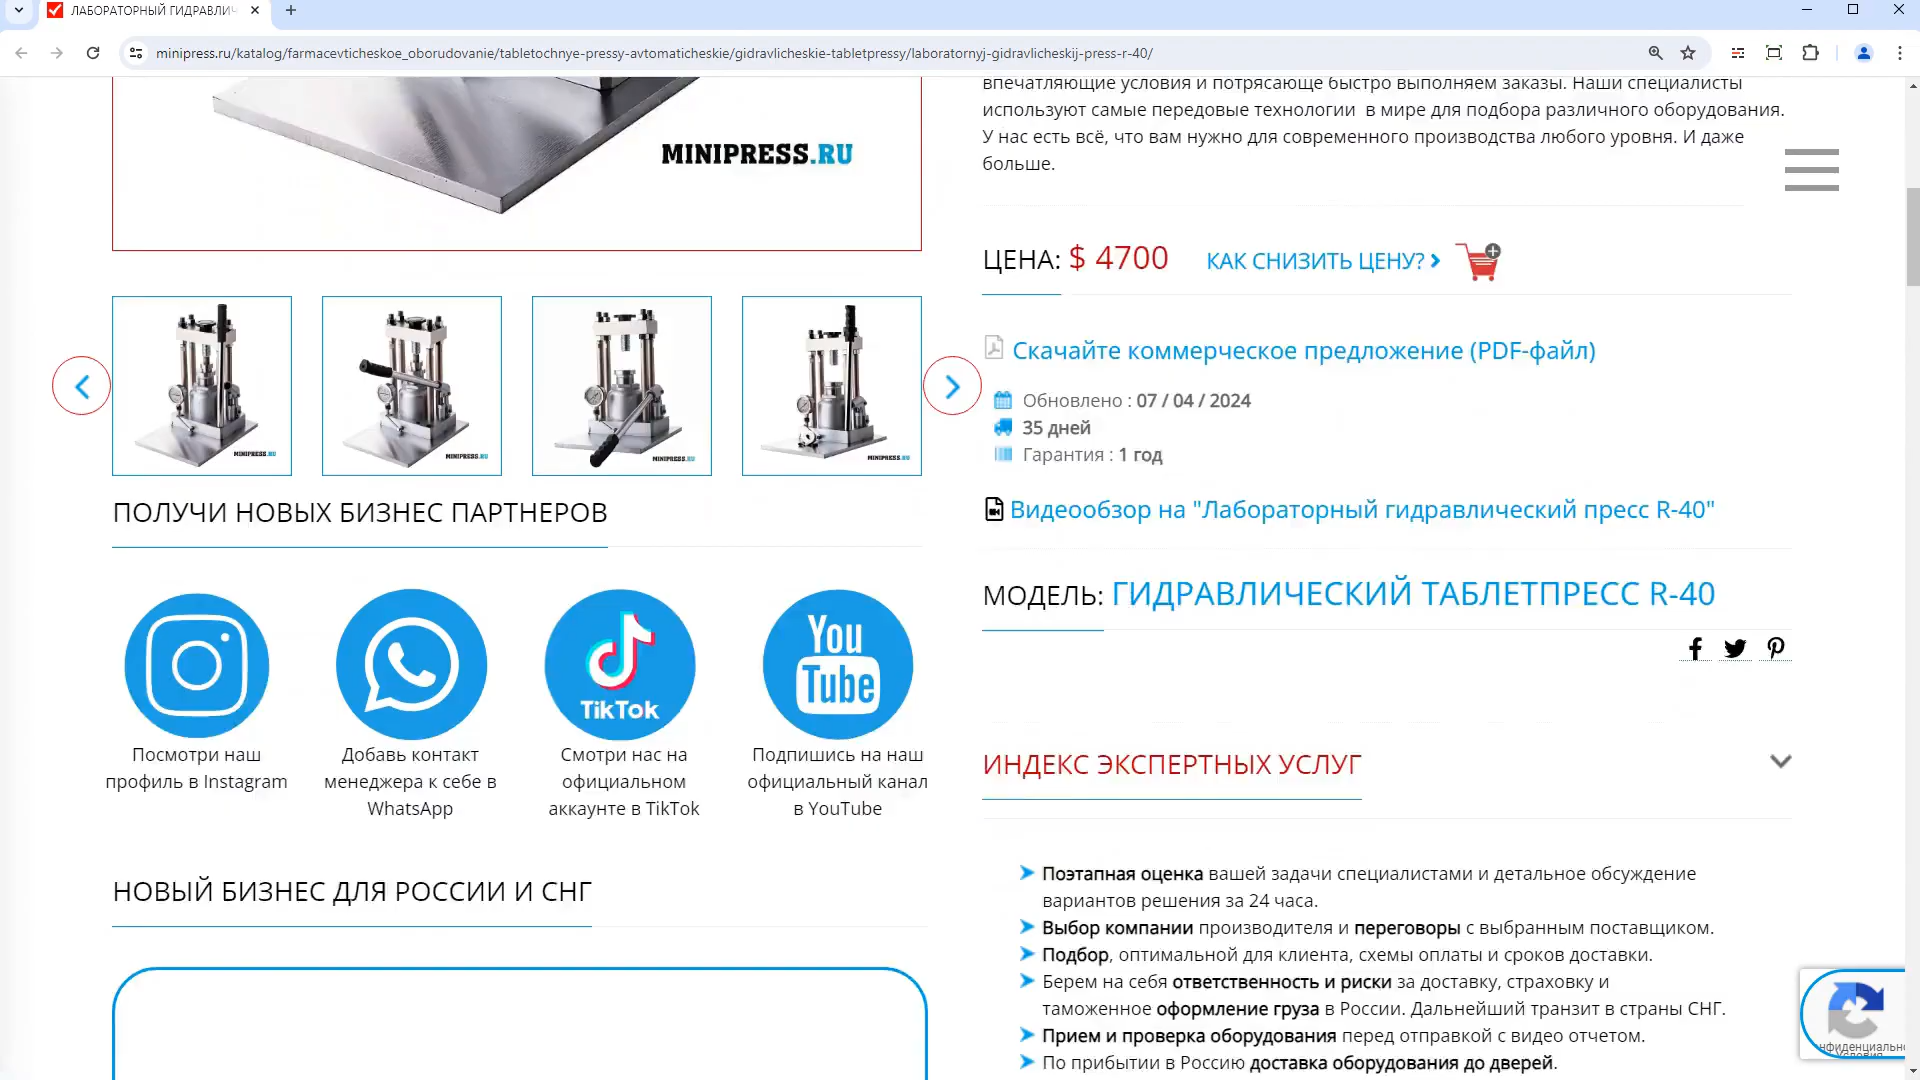 ЛАБОРАТОРНЫЙ ГИДРАВЛИЧ
minipress.ru/katalog/farmacevticheskoe_oborudovanie/tabletochnye-pressy-avtomaticheskie/gidravlicheskie-tabletpressy/laboratornyj-gidravlicheskij-press-r-40/
MINIPRESS.RU
MINIPRESS.RU
MINIPRESS.RU
MINIPRESS.RU
MINIPRESS.RU
ПОЛУЧИ НОВЫХ БИЗНЕС ПАРТНЕРОВ
You
Tube
TikTok
Посмотри наш
профиль в Instagram
Добавь контакт
менеджера к себе в
WhatsApp
Смотри нас на
официальном
аккаунте в TikTok
Подпишись на наш
официальный канал
в YouTube
НОВЫЙ БИЗНЕС ДЛЯ РОССИИ И СНГ
впечатляющие условия и потрясающе быстро выполняем заказы. Наши специалисты
используют самые передовые технологии в мире для подбора различного оборудования.
У нас есть всё, что вам нужно для современного производства любого уровня. И даже
больше.
ЦЕНА: $ 4700 КАК СНИЗИТЬ ЦЕНУ?
Скачайте коммерческое предложение (PDF-файл)
Обновлено : 07 / 04 / 2024
35 дней
Гарантия : 1 год
Видеообзор на "Лабораторный гидравлический пресс R-40"
МОДЕЛЬ: ГИДРАВЛИЧЕСКИЙ ТАБЛЕТПРЕСС R-40
ИНДЕКС ЭКСПЕРТНЫХ УСЛУГ
Поэтапная оценка вашей задачи специалистами и детальное обсуждение
вариантов решения за 24 часа.
Выбор компании производителя и переговоры с выбранным поставщиком.
Подбор, оптимальной для клиента, схемы оплаты и сроков доставки.
Берем на себя ответственность и риски за доставку, страховку и
таможенное оформление груза в России. Дальнейший транзит в страны СНГ.
Прием и проверка оборудования перед отправкой с видео отчетом.
По прибытии в Россию доставка оборудования до дверей.